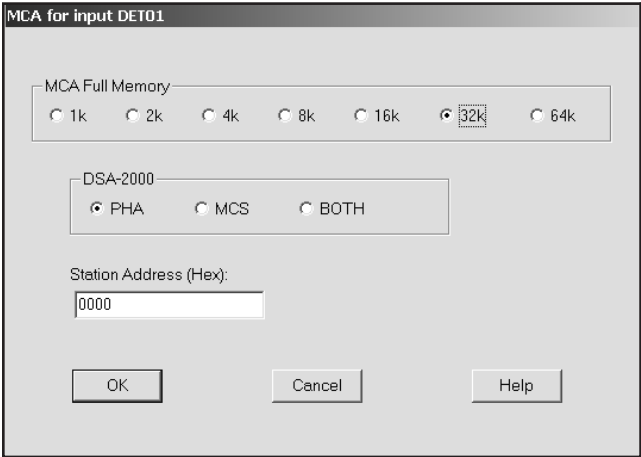 MCA for input DET01
MCA Full Memory
1k 2k 4k 8k 16k 32k 64k
DSA-2000
PHA MCS BOTH
Station Address (Hex):
0000
OK Cancel Help